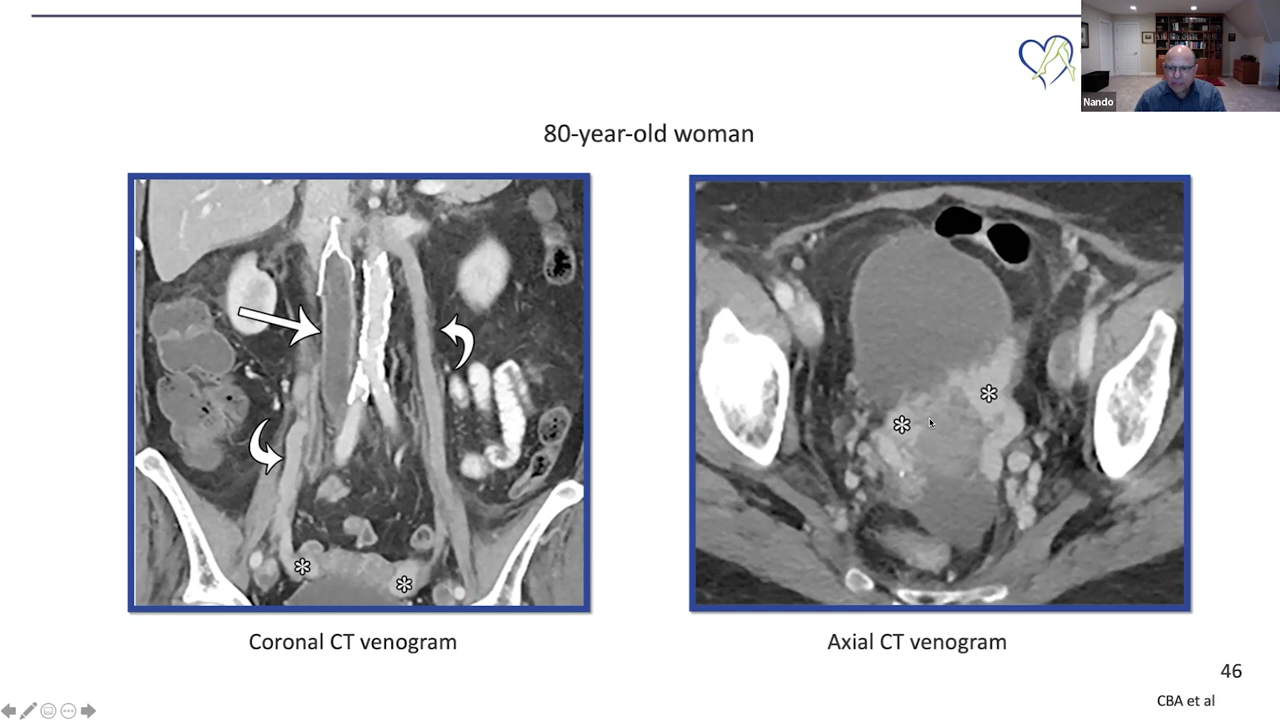 Nando
80-year-old woman
Coronal CT venogram
Axial CT venogram
46
CBA et al